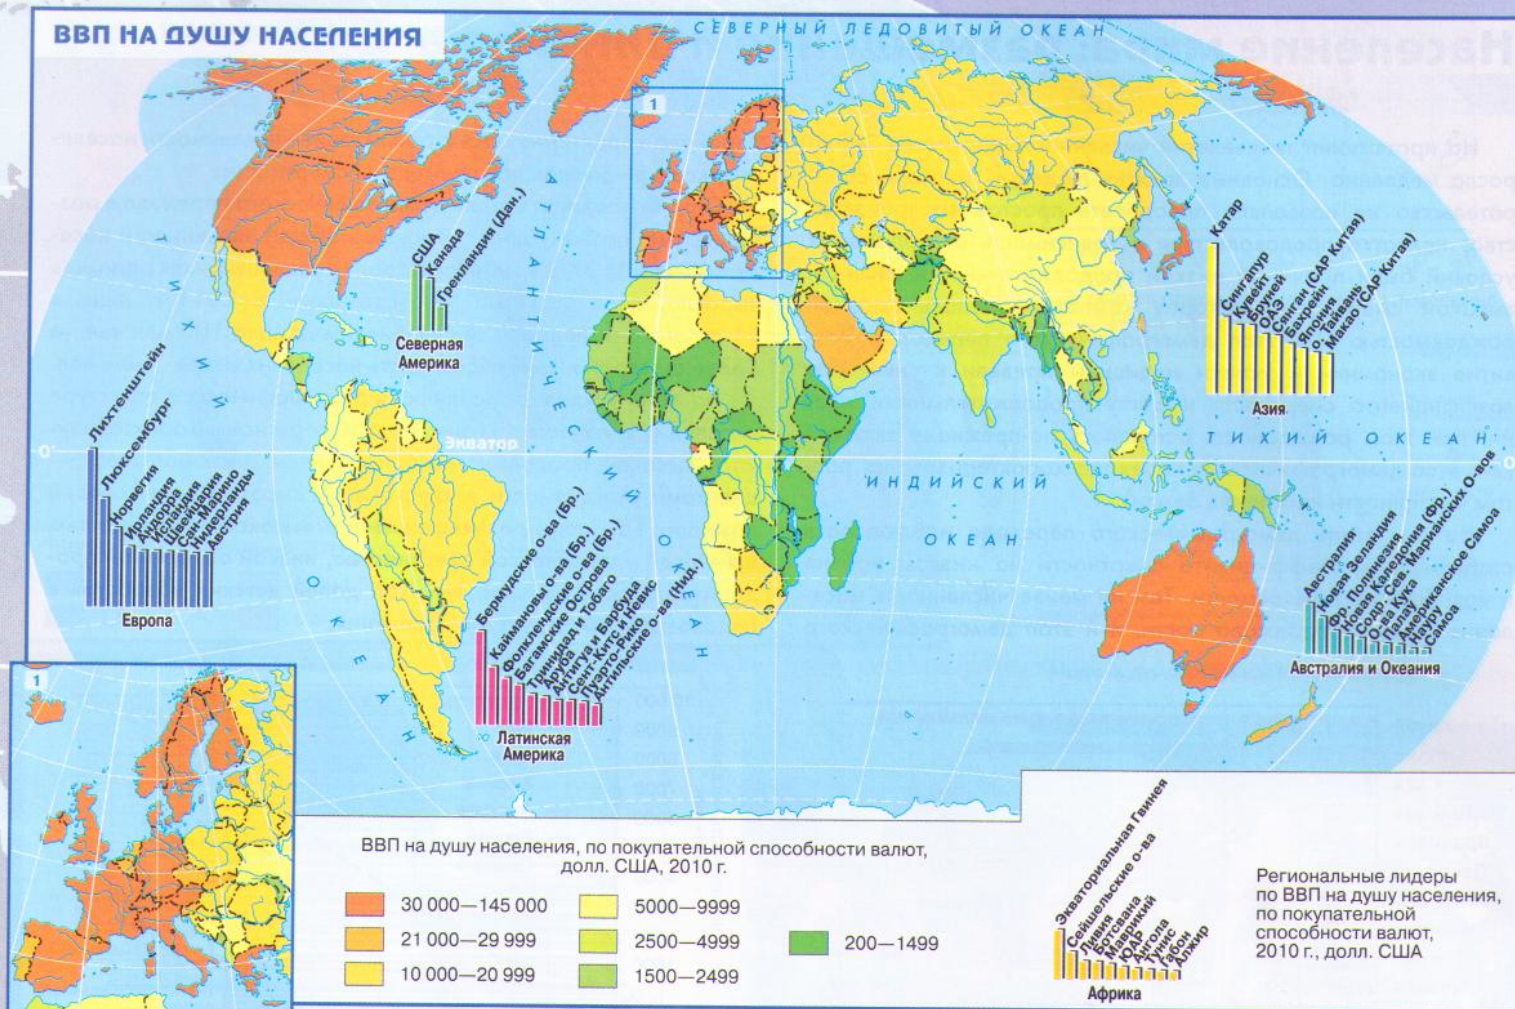 ВВП НА ДУШУ НАСЕЛЕНИЯ
СЕВЕРНЫЙ ЛЕДОВИТЫЙ ОКЕАН
1
АТЛАНТИЧЕСКИЙ
ОКЕАН
ТИХИЙ
ОКЕАН
Экватор
0°
ИНДИЙСКИЙ
ОКЕАН
ТИХИЙ ОКЕАН
0
США
Канада
Гренландия (Дан.)
Северная
Америка
Лихтенштейн
Люксембург
Норвегия
Ирландия
Андорра
Исландия
Швейцария
Сан-Марино
Нидерланды
Австрия
Европа
Катар
Сингапур
Кувейт
Бруней
ОАЭ
Сянган (САР Китая)
Бахрейн
Япония
о. Тайвань
Макао (САР Китая)
Азия
Бермудские о-ва (Бр.)
Каймановы о-ва (Бр.)
Фолклендские о-ва (Бр.)
Багамские Острова
Тринидад и Тобаго
Аруба
Антигуа и Барбуда
Сент-Китс и Невис
Пуэрто-Рико
Антильские о-ва (Нид.)
Латинская
Америка
Австралия
Новая Зеландия
Фр. Полинезия
Новая Каледония (Фр.)
Содр. Сев. Марианских О-вов
О-ва Кука
Палау
Американское Самоа
Науру
Самоа
Австралия и Океания
1
ВВП на душу населения, по покупательной способности валют,
долл. США, 2010 г.
30 000—145 000
21 000—29 999
10 000—20 999
5000—9999
2500—4999
1500—2499
200—1499
Экваториальная Гвинея
Сейшельские о-ва
Ливия
Ботсвана
Маврикий
ЮАР
Ангола
Тунис
Габон
Алжир
Африка
Региональные лидеры
по ВВП на душу населения,
по покупательной
способности валют,
2010 г., долл. США